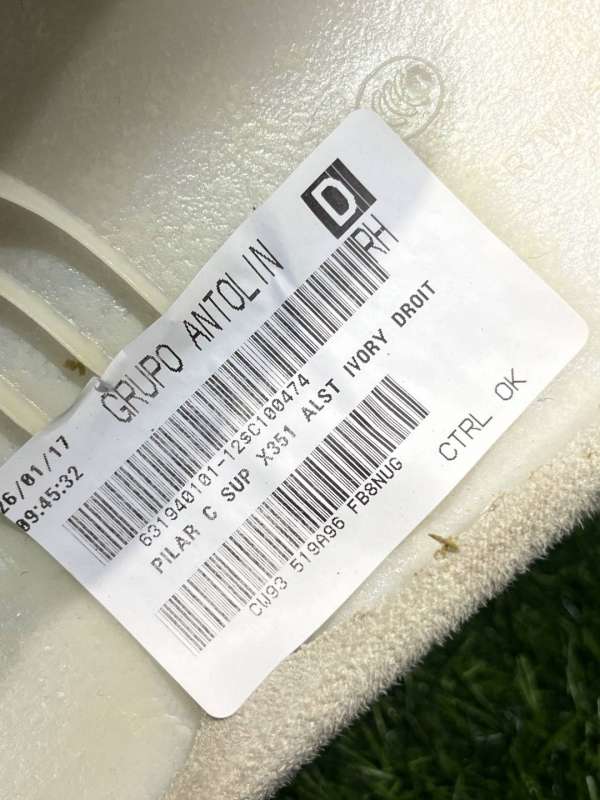 D
RH
GRUPO ANTOLIN
26/01/17
09:45:32
631940101-12SC100474
PILAR C SUP X351 ALST IVORY DROIT
CW93 519A96 FB8NUG
CTRL OK